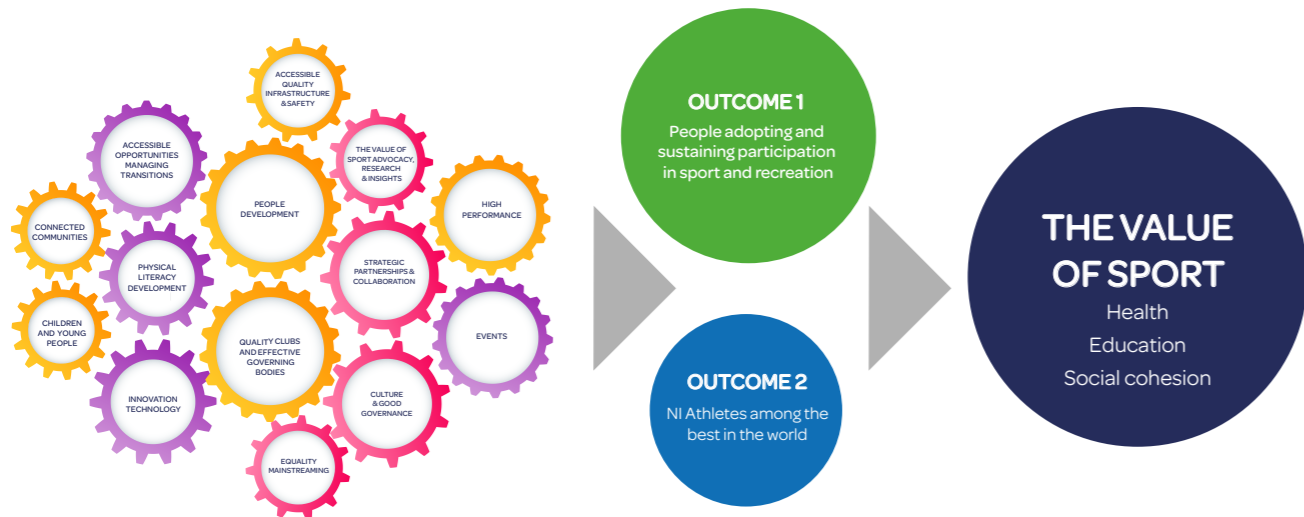 ACCESSIBLE
QUALITY
INFRASTRUCTURE
& SAFETY
ACCESSIBLE
OPPORTUNITIES
MANAGING
TRANSITIONS
THE VALUE OF
SPORT ADVOCACY,
RESEARCH
& INSIGHTS
PEOPLE
DEVELOPMENT
HIGH
PERFORMANCE
CONNECTED
COMMUNITIES
PHYSICAL
LITERACY
DEVELOPMENT
STRATEGIC
PARTNERSHIPS &
COLLABORATION
CHILDREN
AND YOUNG
PEOPLE
QUALITY CLUBS
AND EFFECTIVE
GOVERNING
BODIES
EVENTS
INNOVATION
TECHNOLOGY
CULTURE
& GOOD
GOVERNANCE
EQUALITY
MAINSTREAMING
OUTCOME 1
People adopting and
sustaining participation
in sport and recreation
OUTCOME 2
NI Athletes among the
best in the world
THE VALUE
OF SPORT
Health
Education
Social cohesion